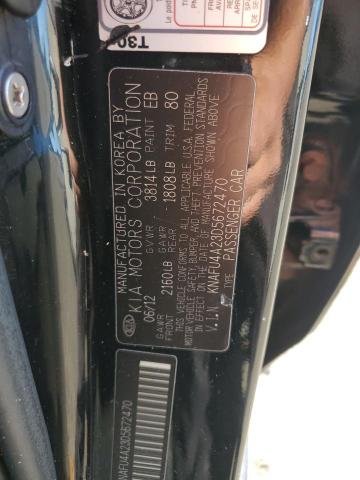 MANUFACTURED IN KOREA BY
KIA MOTORS CORPORATION
06/12 GVWR 3814LB PAINT EB
GAWR FRONT 2160LB GAWR REAR 1808LB TRIM 80
THIS VEHICLE CONFORMS TO ALL APPLICABLE U.S.A. FEDERAL
MOTOR VEHICLE SAFETY, BUMPER, AND THEFT PREVENTION STANDARDS
IN EFFECT ON THE DATE OF MANUFACTURE SHOWN ABOVE
V.I.N KNAFU4A23D5672470
TYPE PASSENGER CAR
KIA
KNAFU4A23D5672470